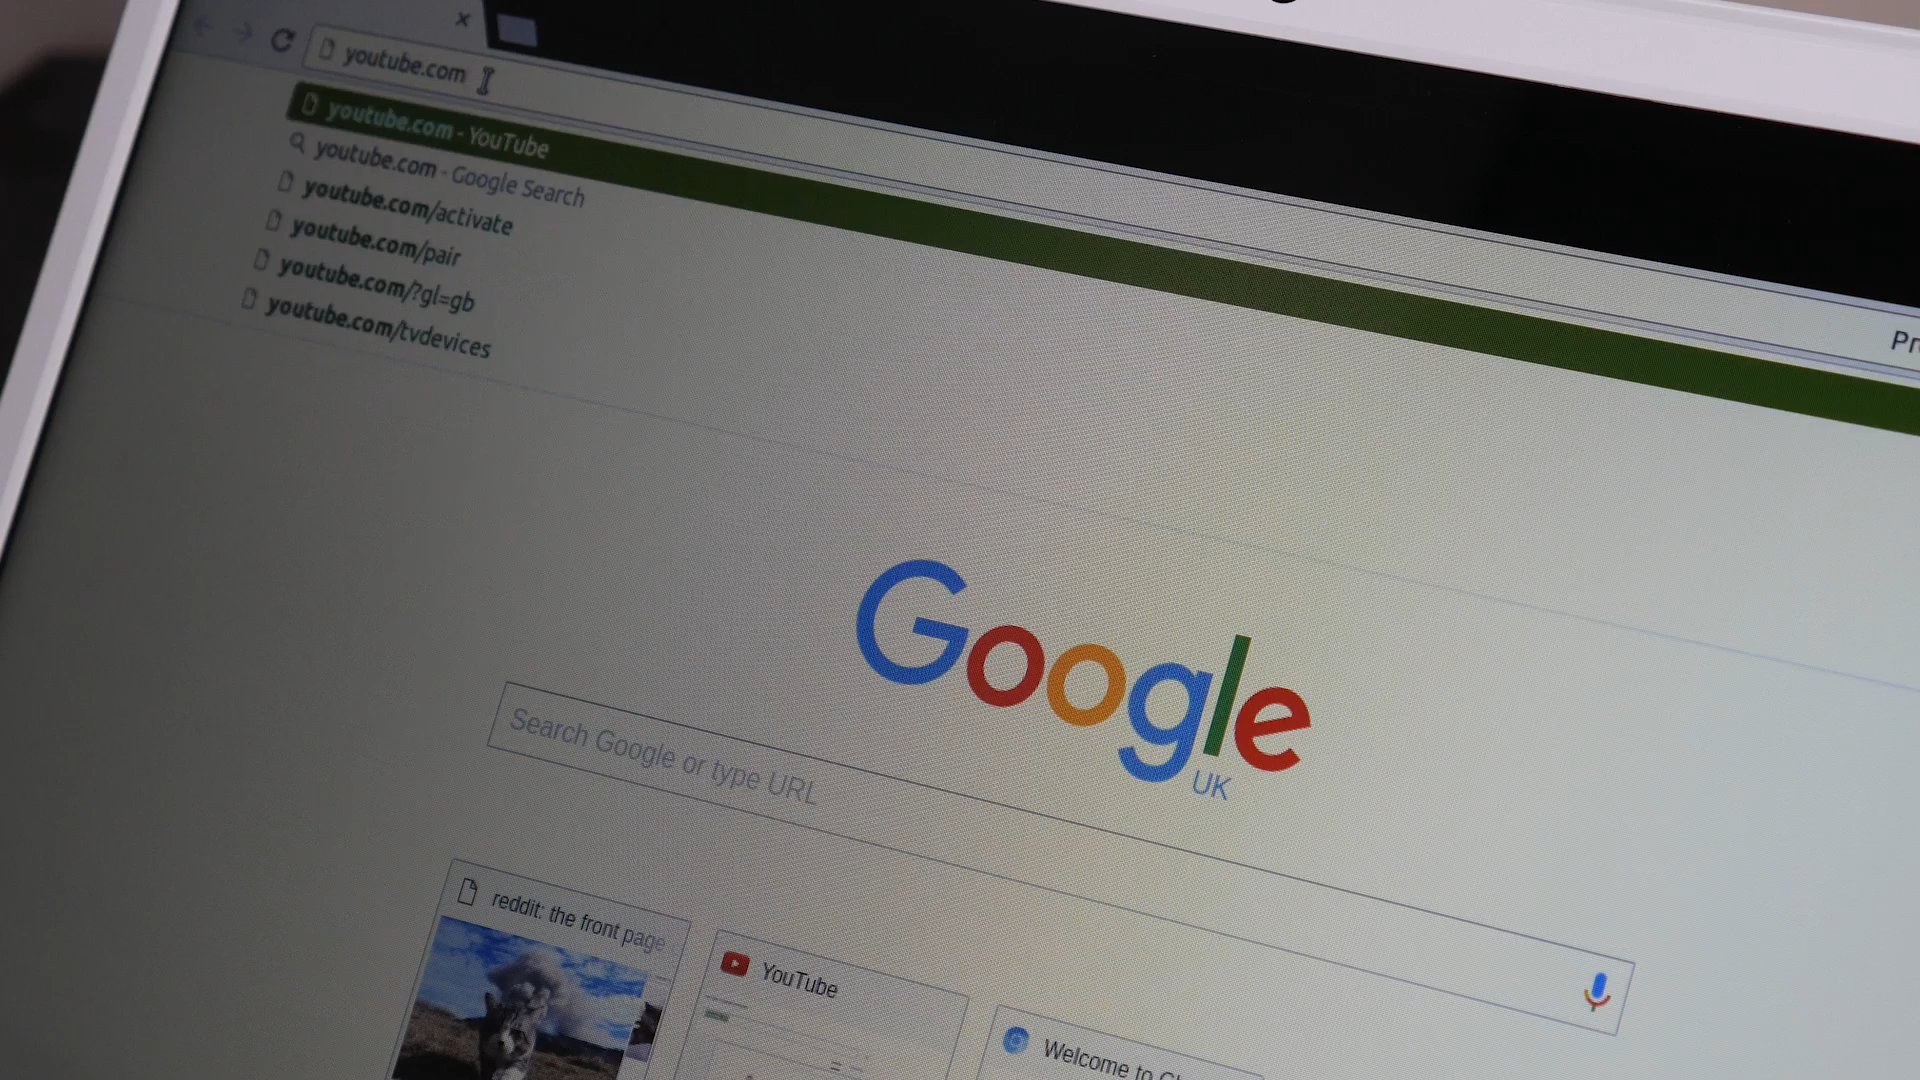 youtube.com
youtube.com - YouTube
youtube.com - Google Search
youtube.com/activate
youtube.com/pair
youtube.com/?gl=gb
youtube.com/tvdevices
Google
UK
Search Google or type URL
reddit: the front page
YouTube
Welcome to